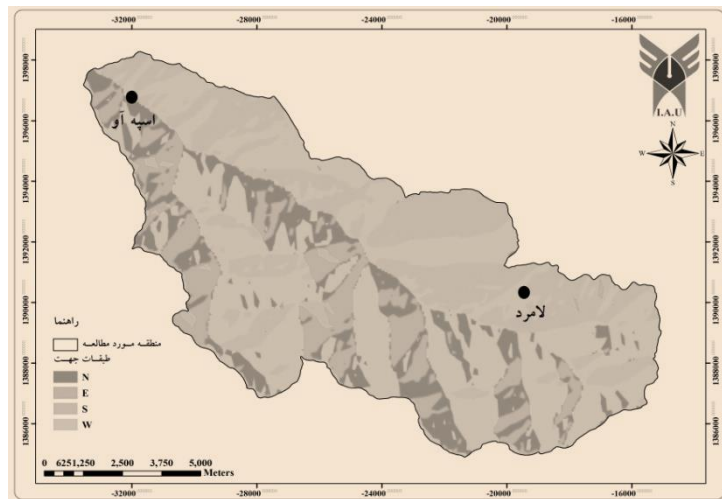 -32000 -28000 -24000 -20000 -16000
1398000 1398000
I.A.U
اسپه آو
N
W E
S
1396000 1396000
1394000 1394000
1392000 1392000
1390000 1390000
لامرد
راهنما
منطقه مورد مطالعه
طبقات جهت
1388000 1388000
N
E
S
W
1386000 1386000
0 625 1,250 2,500 3,750 5,000
Meters
-32000 -28000 -24000 -20000 -16000